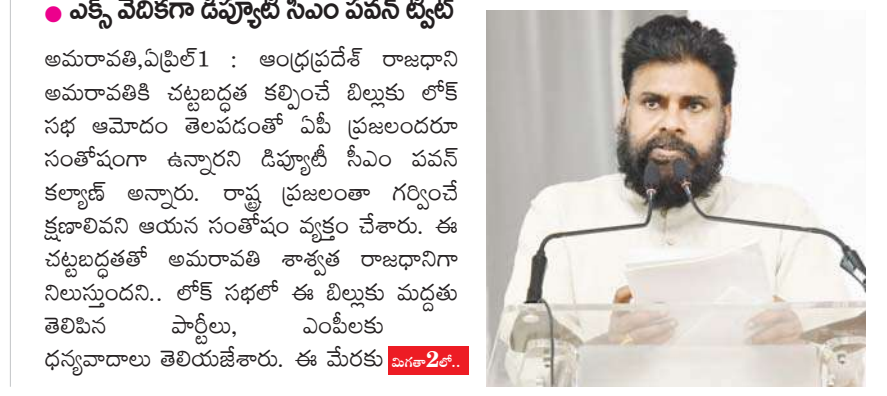 ● ఎక్స్ వేదికగా డిప్యూటీ సీఎం పవన్ ట్వీట్
అమరావతి,ఏప్రిల్1 : ఆంధ్రప్రదేశ్ రాజధాని
అమరావతికి చట్టబద్ధత కల్పించే బిల్లుకు లోక్
సభ ఆమోదం తెలపడంతో ఏపీ ప్రజలందరూ
సంతోషంగా ఉన్నారని డిప్యూటీ సీఎం పవన్
కల్యాణ్ అన్నారు. రాష్ట్ర ప్రజలంతా గర్వించే
క్షణాలివని ఆయన సంతోషం వ్యక్తం చేశారు. ఈ
చట్టబద్ధతతో అమరావతి శాశ్వత రాజధానిగా
నిలుస్తుందని.. లోక్ సభలో ఈ బిల్లుకు మద్దతు
తెలిపిన పార్టీలు, ఎంపీలకు
ధన్యవాదాలు తెలియజేశారు. ఈ మేరకు మిగతా2లో..